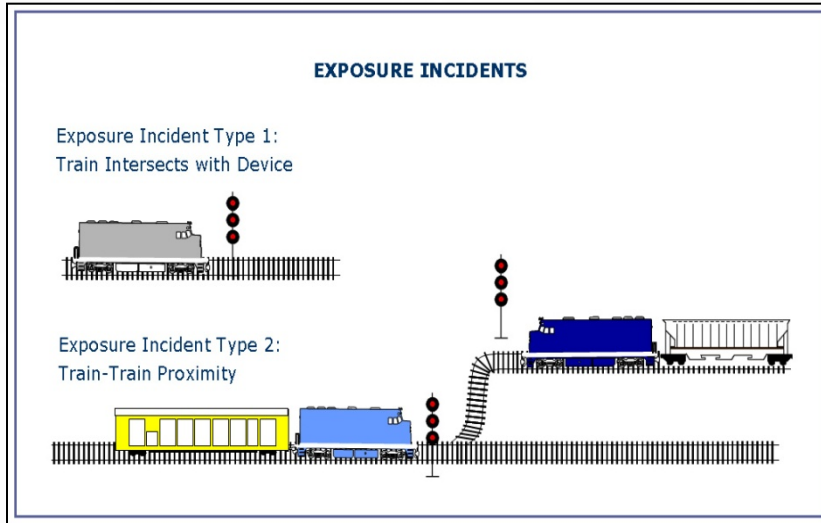 EXPOSURE INCIDENTS
Exposure Incident Type 1:
Train Intersects with Device
Exposure Incident Type 2:
Train-Train Proximity